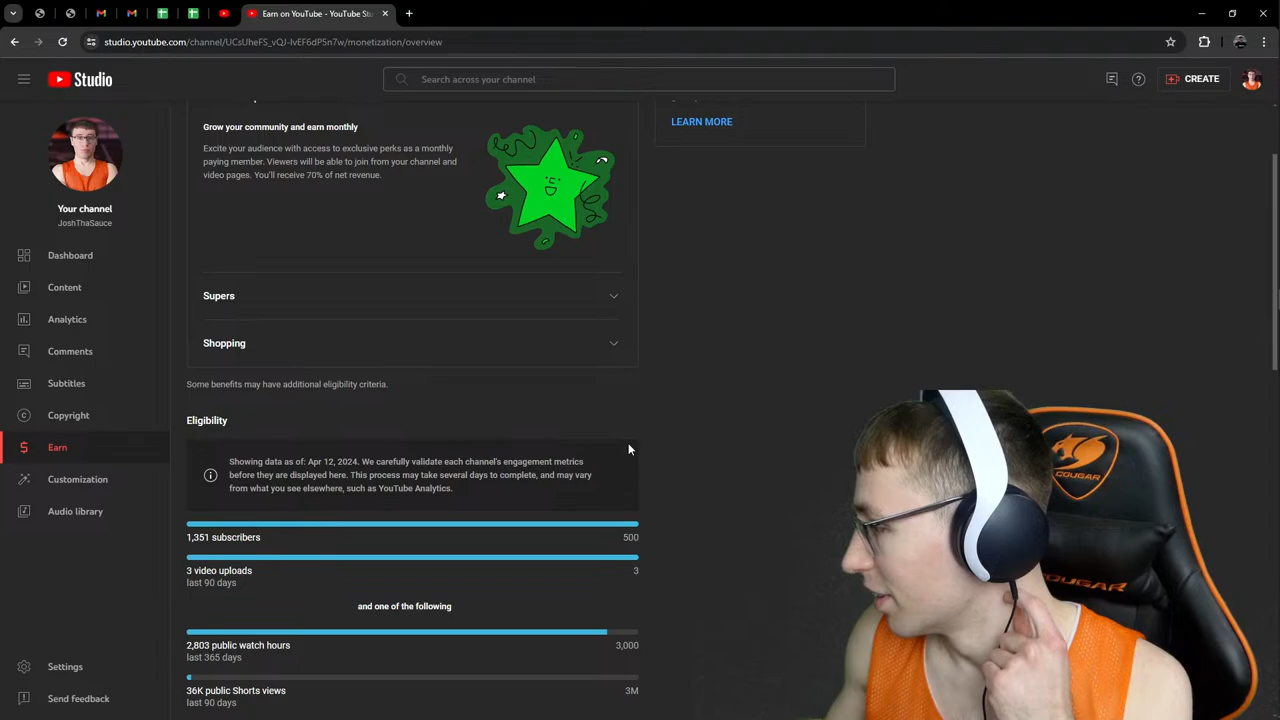 Earn on YouTube - YouTube Stu
studio.youtube.com/channel/UCsUheFS_vQJ-IvEF6dP5n7w/monetization/overview
Studio
Search across your channel
CREATE
Your channel
JoshThaSauce
Dashboard
Content
Analytics
Comments
Subtitles
Copyright
Earn
Customization
Audio library
Settings
Send feedback
Grow your community and earn monthly
Excite your audience with access to exclusive perks as a monthly
paying member. Viewers will be able to join from your channel and
video pages. You'll receive 70% of net revenue.
LEARN MORE
Supers
Shopping
Some benefits may have additional eligibility criteria.
Eligibility
Showing data as of: Apr 12, 2024. We carefully validate each channel's engagement metrics
before they are displayed here. This process may take several days to complete, and may vary
from what you see elsewhere, such as YouTube Analytics.
1,351 subscribers 500
3 video uploads 3
last 90 days
and one of the following
2,803 public watch hours 3,000
last 365 days
36K public Shorts views 3M
last 90 days
COUGAR
COUGAR